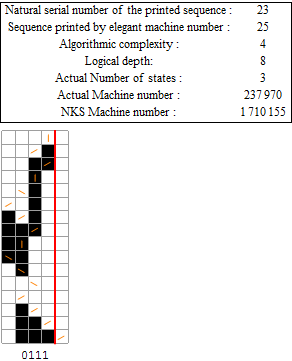 Natural serial number of the printed sequence : 23
Sequence printed by elegant machine number : 25
Algorithmic complexity : 4
Logical depth: 8
Actual Number of states : 3
Actual Machine number : 237 970
NKS Machine number : 1 710 155
0111